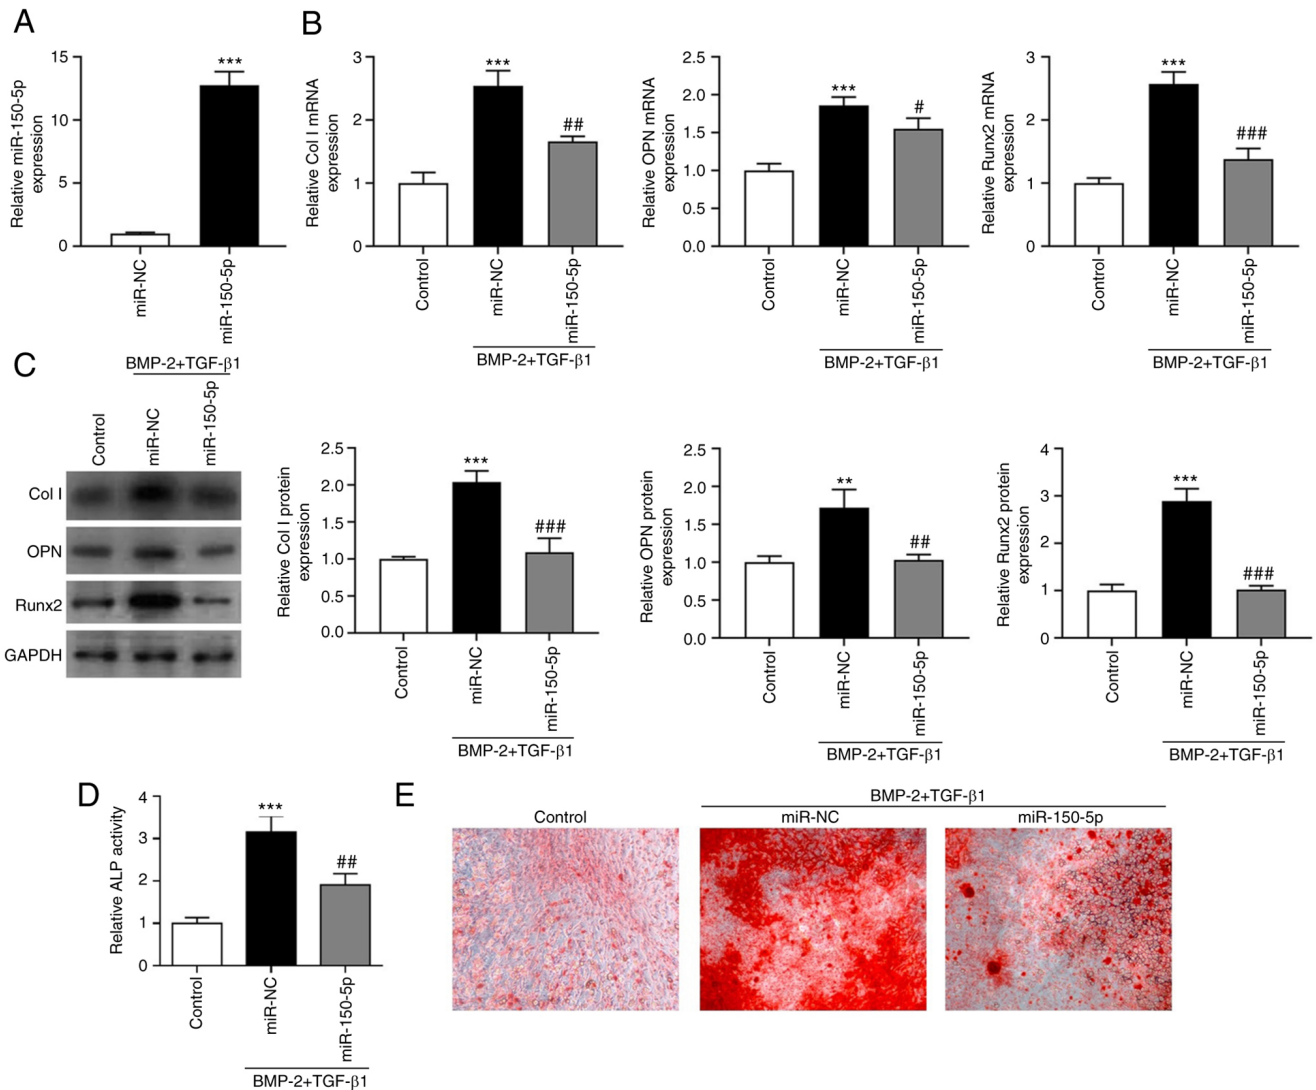 A
Relative miR-150-5p
expression
15
10
5
0
***
miR-NC
miR-150-5p
B
Relative Col I mRNA
expression
3
2
1
0
***
##
Control
miR-NC
miR-150-5p
BMP-2+TGF-β1
Relative OPN mRNA
expression
2.5
2.0
1.5
1.0
0.5
0.0
***
#
Control
miR-NC
miR-150-5p
BMP-2+TGF-β1
Relative Runx2 mRNA
expression
3
2
1
0
***
###
Control
miR-NC
miR-150-5p
BMP-2+TGF-β1
C
BMP-2+TGF-β1
Control
miR-NC
miR-150-5p
Col I
OPN
Runx2
GAPDH
Relative Col I protein
expression
2.5
2.0
1.5
1.0
0.5
0.0
***
###
Control
miR-NC
miR-150-5p
BMP-2+TGF-β1
Relative OPN protein
expression
2.5
2.0
1.5
1.0
0.5
0.0
**
##
Control
miR-NC
miR-150-5p
BMP-2+TGF-β1
Relative Runx2 protein
expression
4
3
2
1
0
***
###
Control
miR-NC
miR-150-5p
BMP-2+TGF-β1
D
Relative ALP activity
4
3
2
1
0
***
##
Control
miR-NC
miR-150-5p
BMP-2+TGF-β1
E
BMP-2+TGF-β1
Control
miR-NC
miR-150-5p